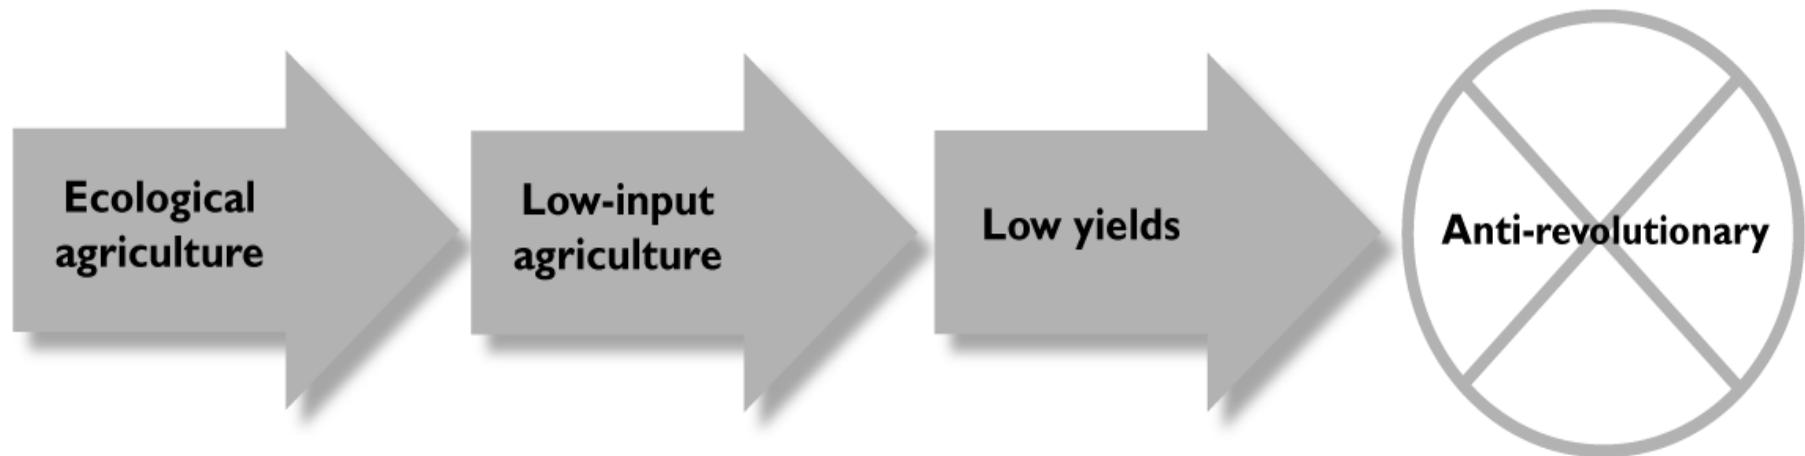 Ecological
agriculture
Low-input
agriculture
Low yields
Anti-revolutionary